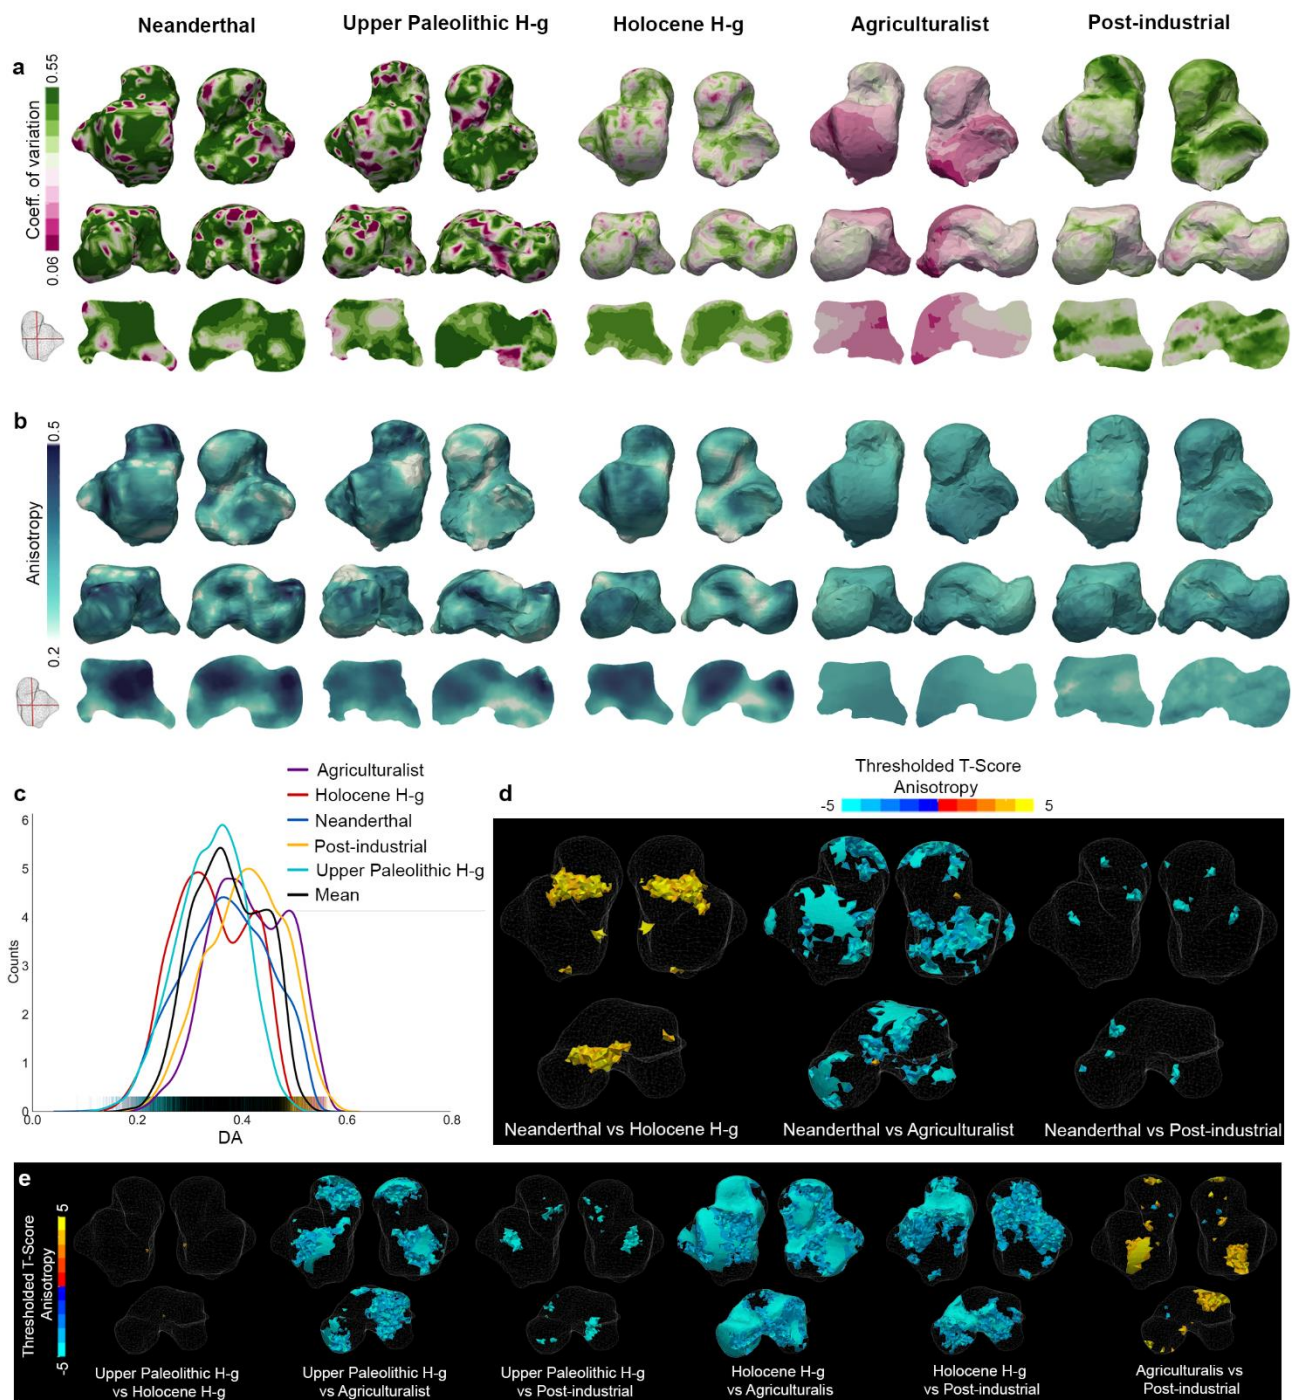 Neanderthal
Upper Paleolithic H-g
Holocene H-g
Agriculturalist
Post-industrial
a
0.55
Coeff. of variation
0.06
b
0.5
Anisotropy
0.2
c
Agriculturalist
Holocene H-g
Neanderthal
Post-industrial
Upper Paleolithic H-g
Mean
6
5
4
3
2
1
0
Counts
0.0
0.2
0.4
0.6
0.8
DA
d
Thresholded T-Score
Anisotropy
-5
5
Neanderthal vs Holocene H-g
Neanderthal vs Agriculturalist
Neanderthal vs Post-industrial
e
5
Thresholded T-Score
Anisotropy
-5
Upper Paleolithic H-g
vs Holocene H-g
Upper Paleolithic H-g
vs Agriculturalist
Upper Paleolithic H-g
vs Post-industrial
Holocene H-g
vs Agriculturalis
Holocene H-g
vs Post-industrial
Agriculturalis vs
Post-industrial